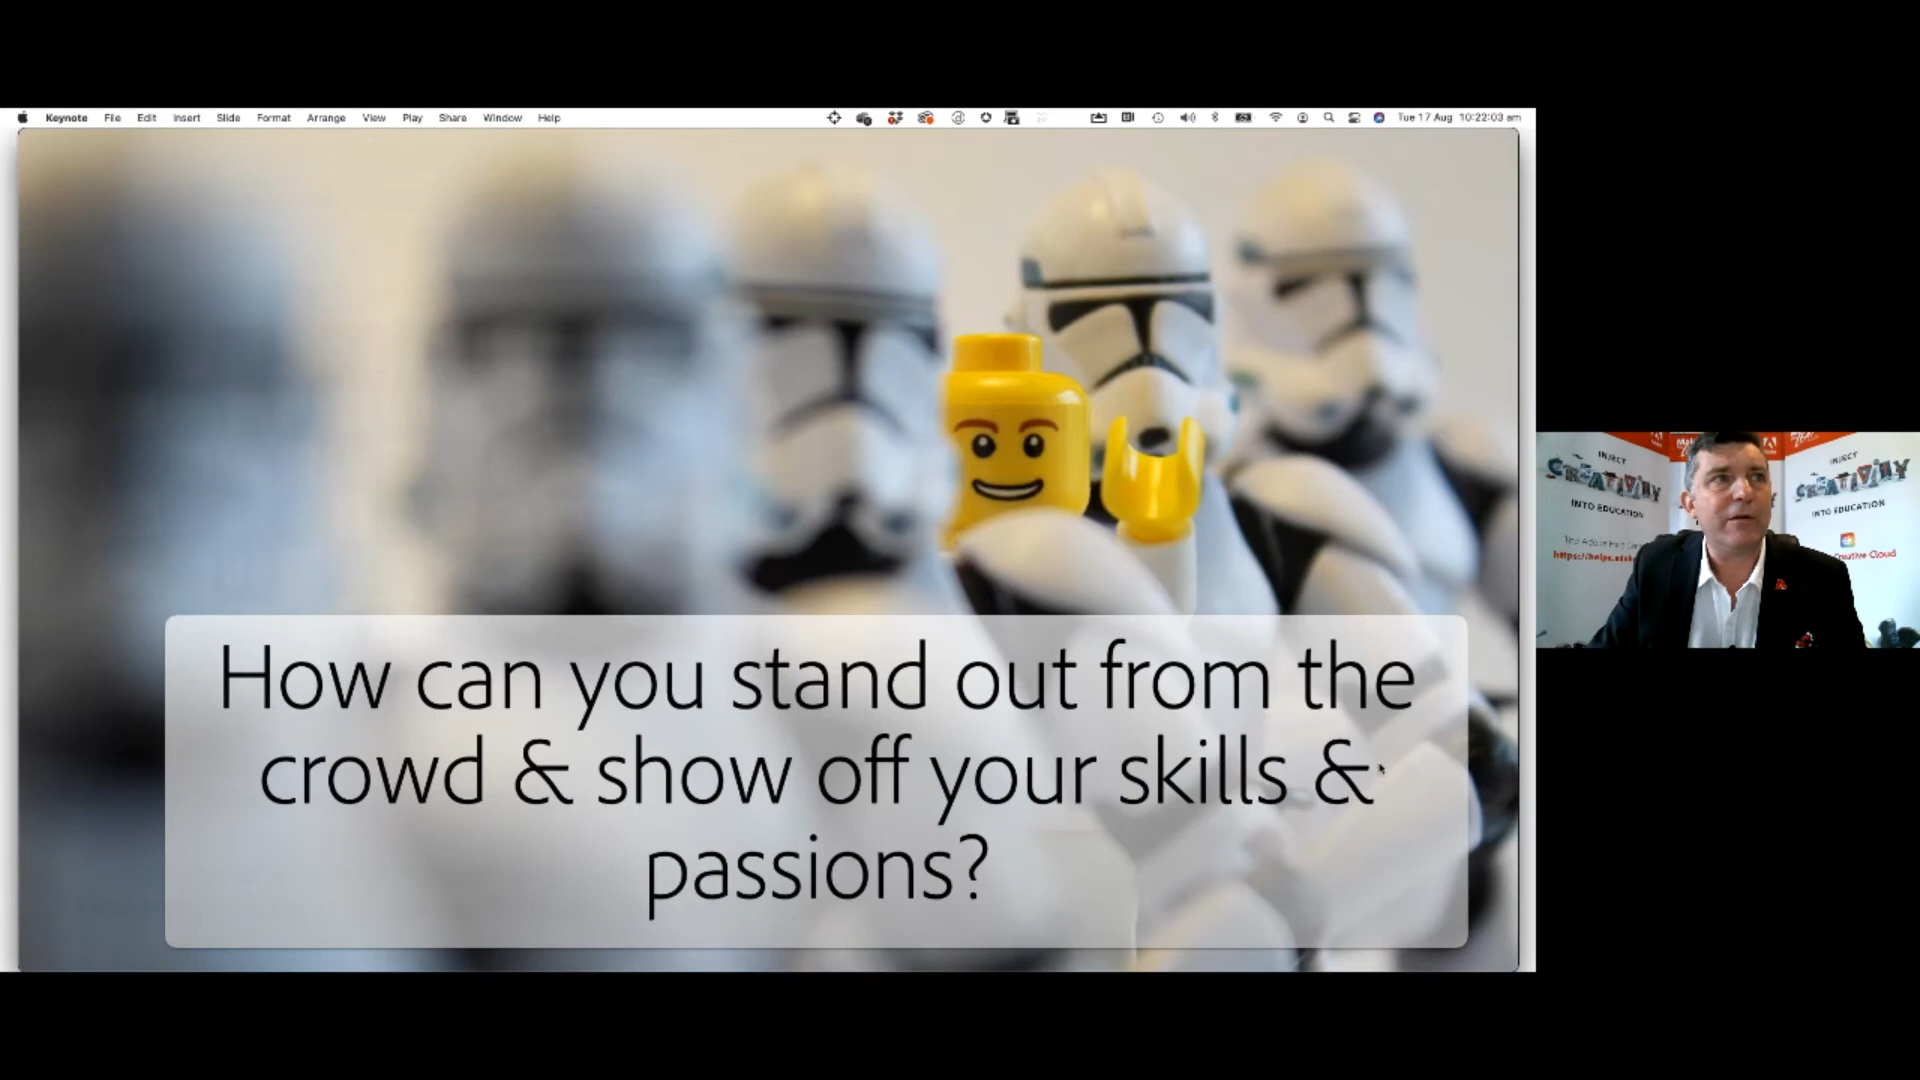 Keynote File Edit Insert Slide Format Arrange View Play Share Window Help Tue 17 Aug 10:22:03 am
How can you stand out from the
crowd & show off your skills &
passions?
INJECT
CREATIVITY
INTO EDUCATION
INJECT
CREATIVITY
INTO EDUCATION
Creative Cloud